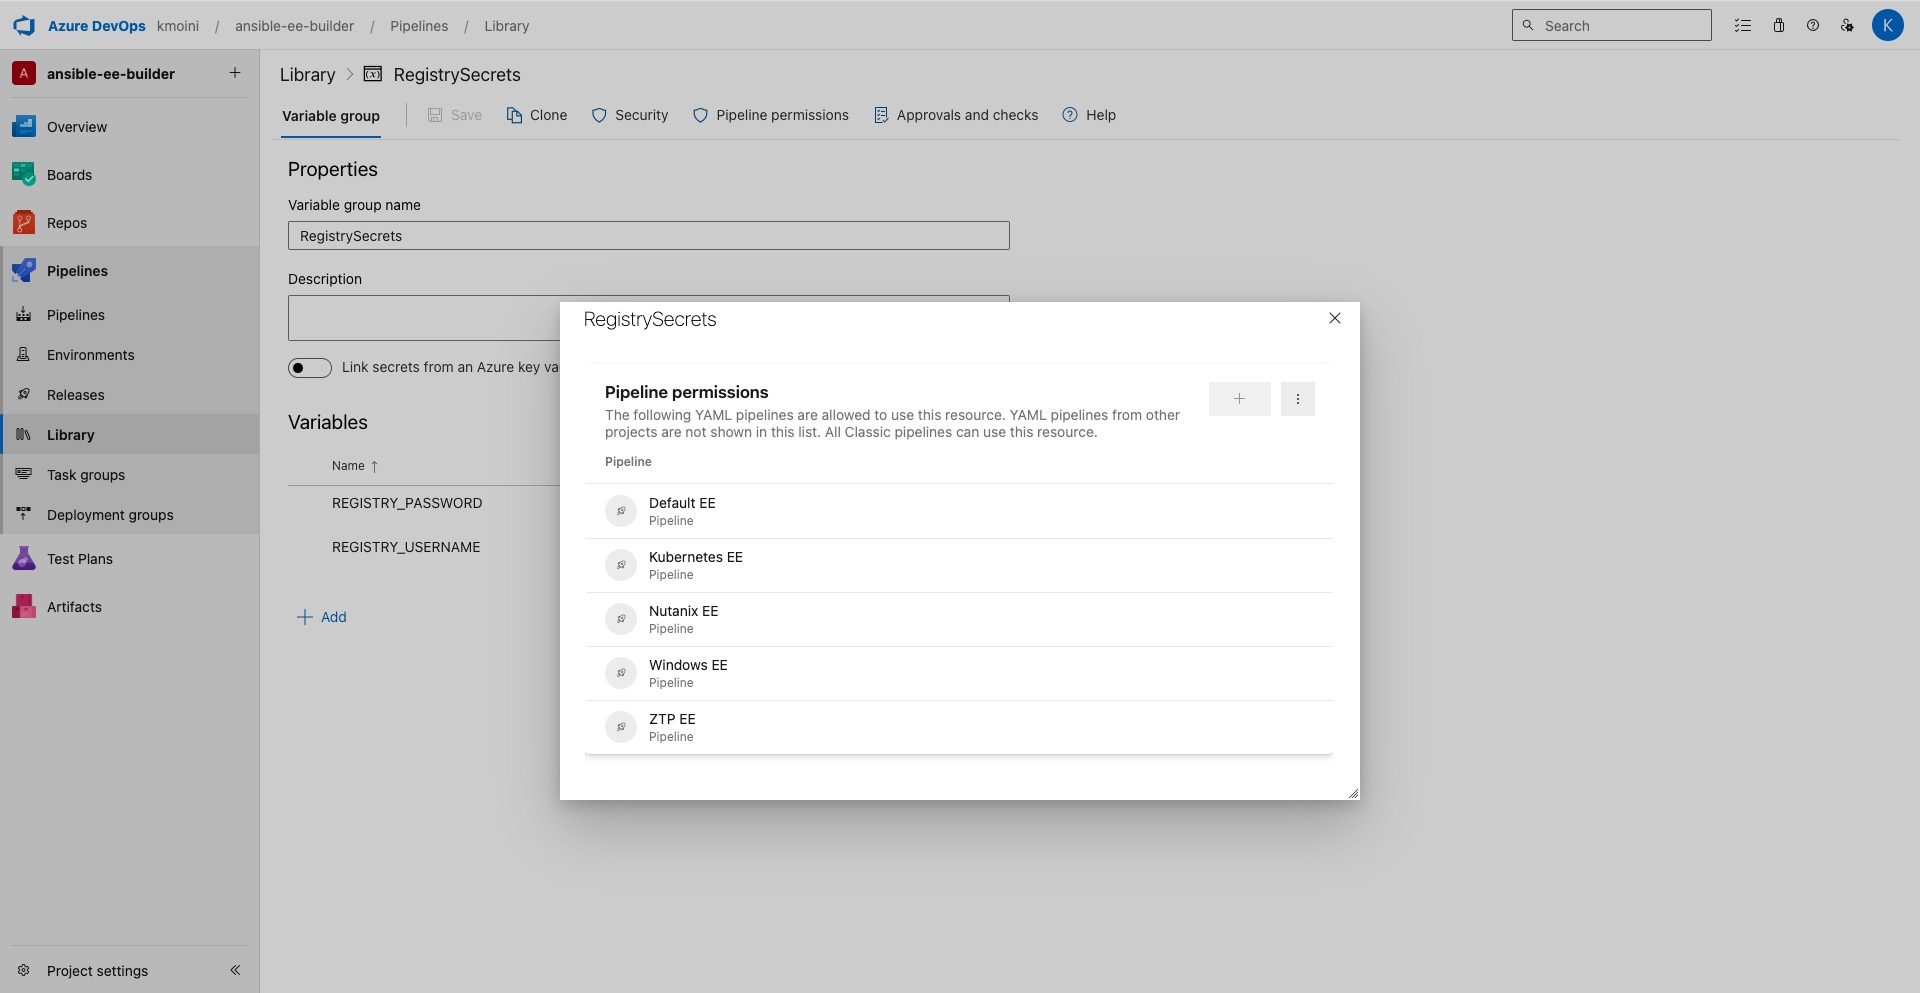 Azure DevOps kmoini / ansible-ee-builder / Pipelines / Library
Search
K
A ansible-ee-builder
Overview
Boards
Repos
Pipelines
Pipelines
Environments
Releases
Library
Task groups
Deployment groups
Test Plans
Artifacts
Project settings
Library > RegistrySecrets
Variable group Save Clone Security Pipeline permissions Approvals and checks Help
Properties
Variable group name
RegistrySecrets
Description
Link secrets from an Azure key va
Variables
Name ↑
REGISTRY_PASSWORD
REGISTRY_USERNAME
+ Add
RegistrySecrets
Pipeline permissions
The following YAML pipelines are allowed to use this resource. YAML pipelines from other
projects are not shown in this list. All Classic pipelines can use this resource.
Pipeline
Default EE
Pipeline
Kubernetes EE
Pipeline
Nutanix EE
Pipeline
Windows EE
Pipeline
ZTP EE
Pipeline